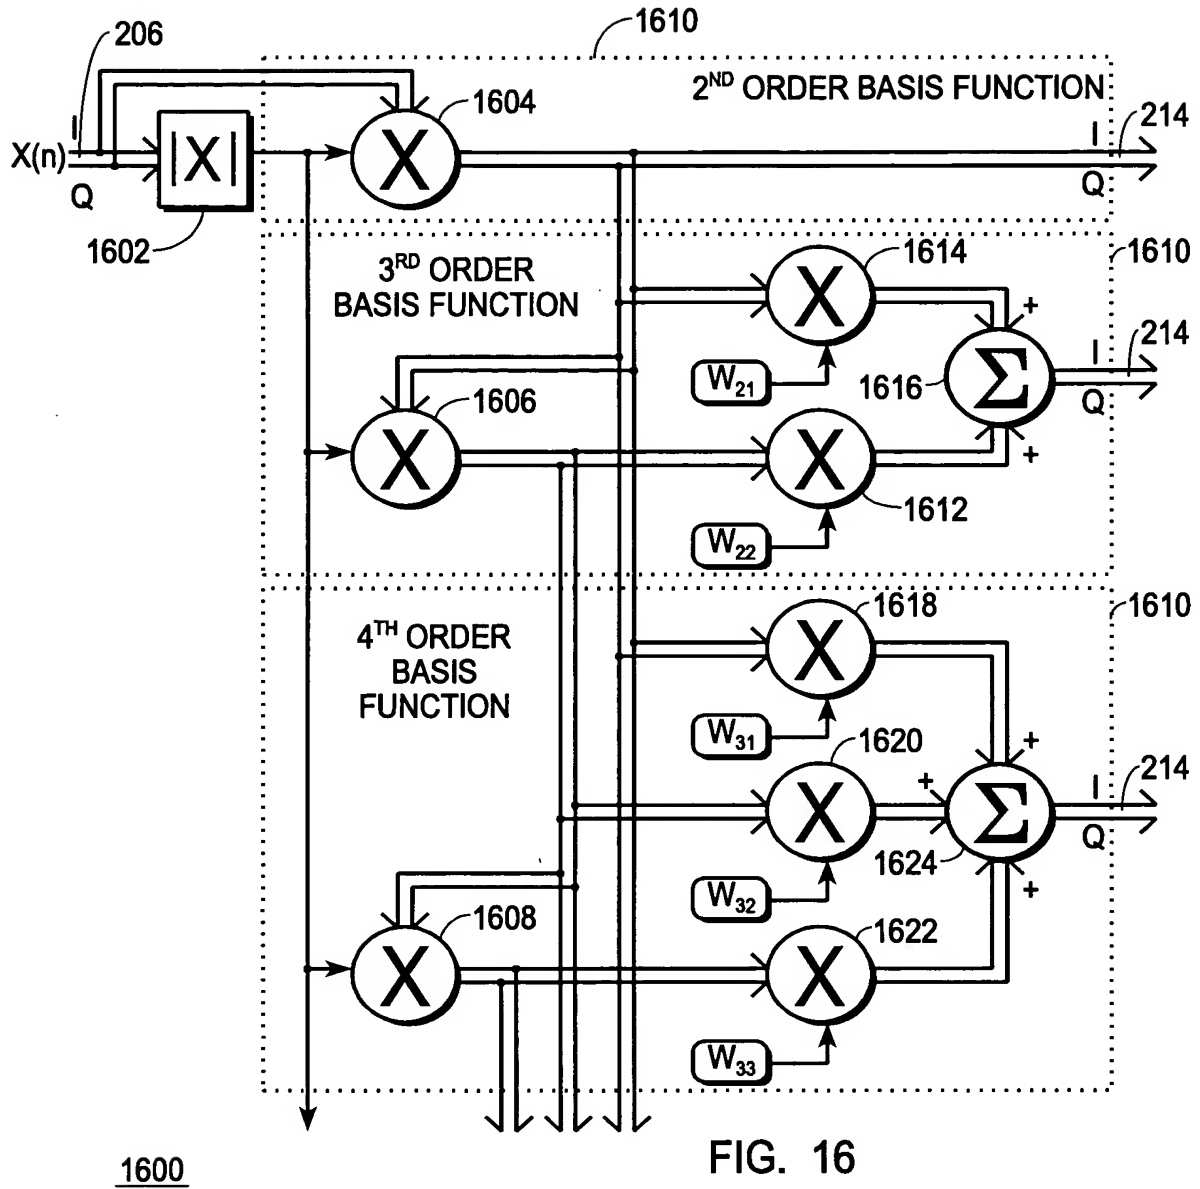 1610
206
2ND ORDER BASIS FUNCTION
1604
214
I
I
X(n)
|X|
X
Q
Q
1602
3RD ORDER
BASIS FUNCTION
1614
1610
X
+
214
W21
1616
Σ
I
Q
1606
X
X
+
1612
W22
4TH ORDER
BASIS
FUNCTION
1618
1610
X
W31
1620
+
+
214
X
Σ
I
Q
1624
W32
+
1608
1622
X
X
W33
FIG. 16
1600